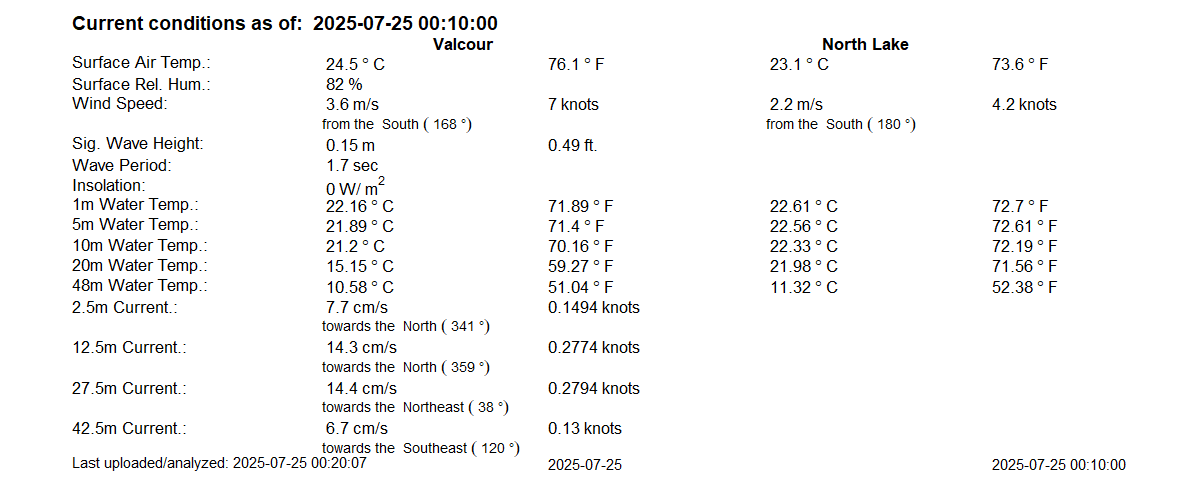 Current conditions as of: 2025-07-25 00:10:00
Valcour North Lake
Surface Air Temp.: 24.5 ° C 76.1 ° F 23.1 ° C 73.6 ° F
Surface Rel. Hum.: 82 %
Wind Speed: 3.6 m/s 7 knots 2.2 m/s 4.2 knots
from the South ( 168 °) from the South ( 180 °)
Sig. Wave Height: 0.15 m 0.49 ft.
Wave Period: 1.7 sec
Insolation: 0 W/ m²
1m Water Temp.: 22.16 ° C 71.89 ° F 22.61 ° C 72.7 ° F
5m Water Temp.: 21.89 ° C 71.4 ° F 22.56 ° C 72.61 ° F
10m Water Temp.: 21.2 ° C 70.16 ° F 22.33 ° C 72.19 ° F
20m Water Temp.: 15.15 ° C 59.27 ° F 21.98 ° C 71.56 ° F
48m Water Temp.: 10.58 ° C 51.04 ° F 11.32 ° C 52.38 ° F
2.5m Current.: 7.7 cm/s 0.1494 knots
towards the North ( 341 °)
12.5m Current.: 14.3 cm/s 0.2774 knots
towards the North ( 359 °)
27.5m Current.: 14.4 cm/s 0.2794 knots
towards the Northeast ( 38 °)
42.5m Current.: 6.7 cm/s 0.13 knots
towards the Southeast ( 120 °)
Last uploaded/analyzed: 2025-07-25 00:20:07 2025-07-25 2025-07-25 00:10:00